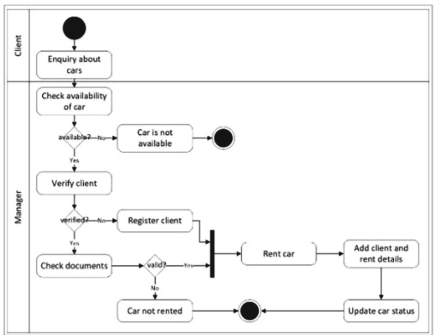 Client
Enquiry about
cars
Manager
Check availability
of car
available?
No
Car is not
available
Yes
Verify client
verified?
No
Register client
Yes
Check documents
valid?
Yes
Rent car
Add client and
rent details
No
Car not rented
Update car status